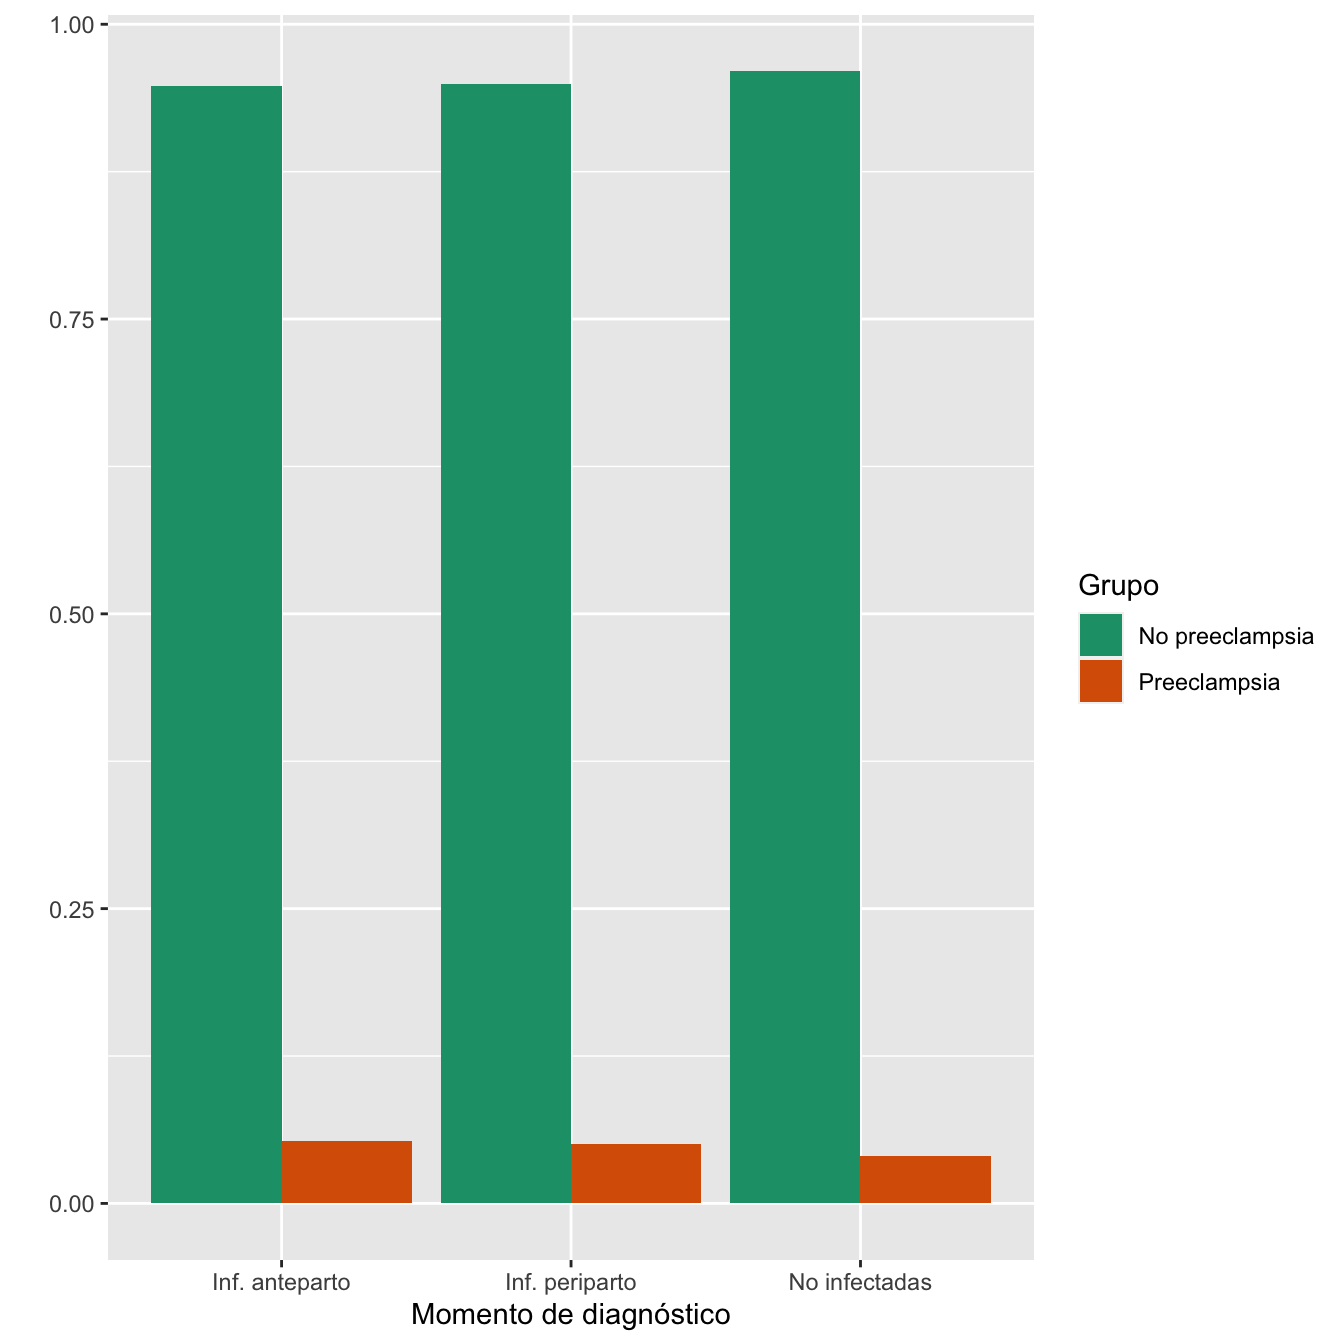 1.00
0.75
0.50
0.25
0.00
Inf. anteparto
Inf. periparto
No infectadas
Momento de diagnóstico
Grupo
No preeclampsia
Preeclampsia